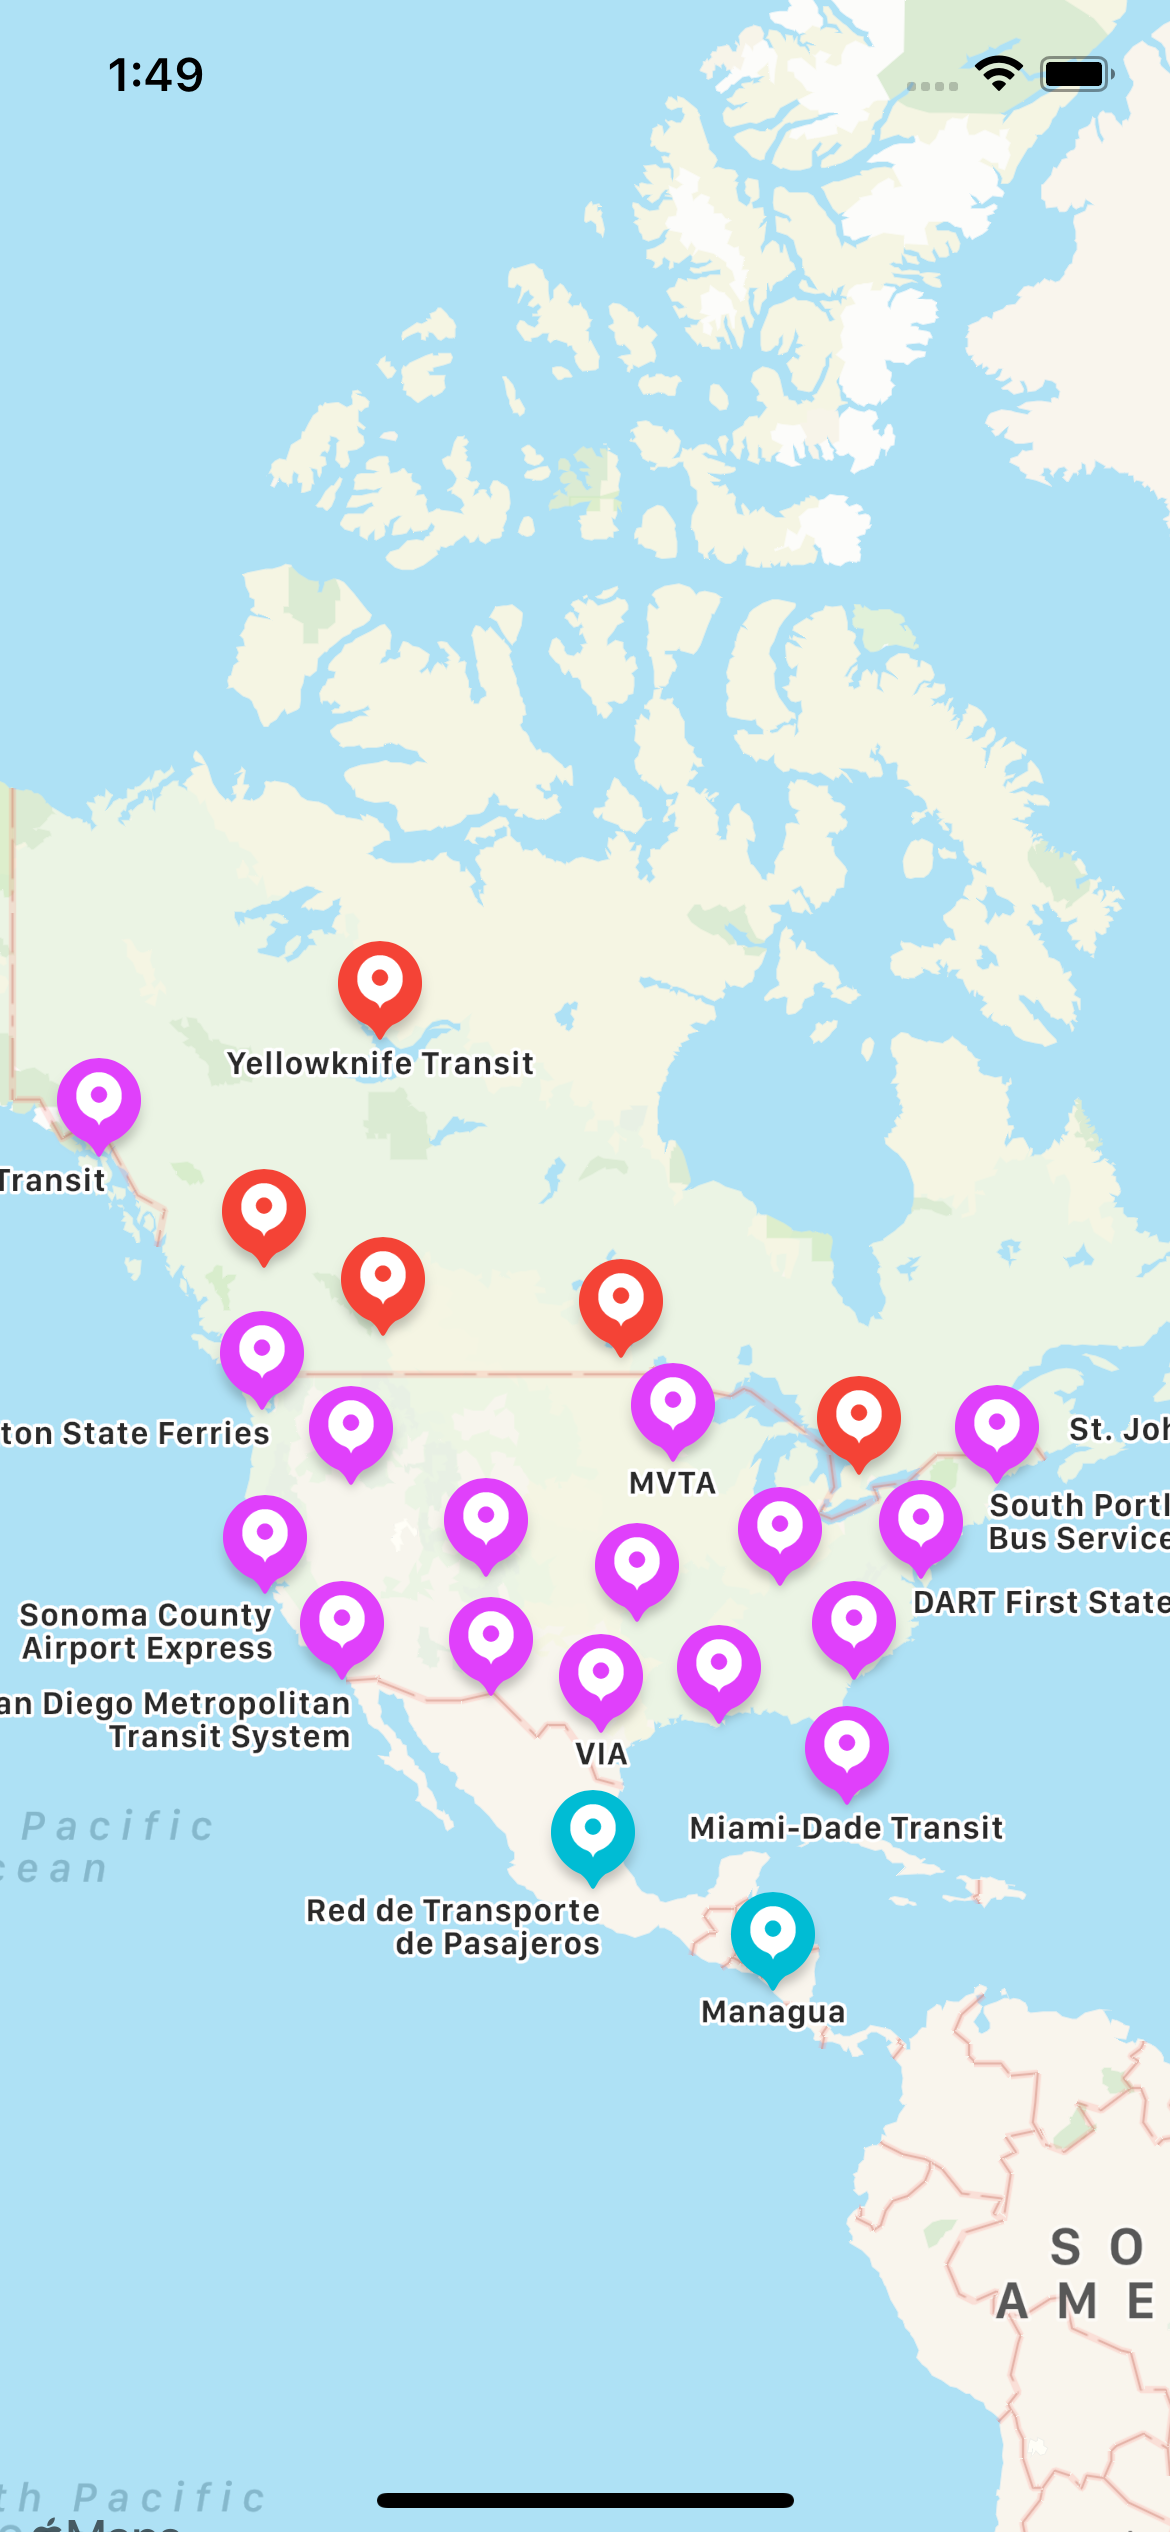 1:49
Yellowknife Transit
Transit
ton State Ferries
St. Joh
MVTA
South Portl
Bus Service
DART First State
Sonoma County
Airport Express
an Diego Metropolitan
Transit System
VIA
Pacific
cean
Miami-Dade Transit
Red de Transporte
de Pasajeros
Managua
SO
AME
th Pacific
Maps